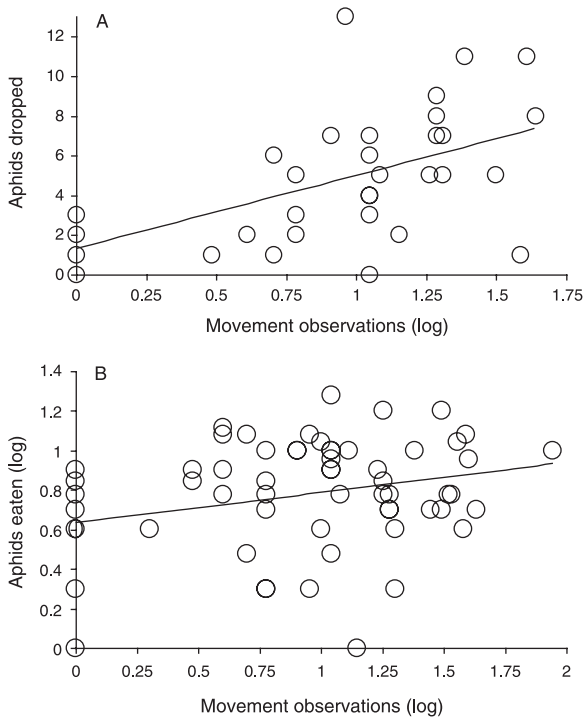 A
Aphids dropped
12
10
8
6
4
2
0
0 0.25 0.5 0.75 1 1.25 1.5 1.75
Movement observations (log)
B
Aphids eaten (log)
1.4
1.2
1
0.8
0.6
0.4
0.2
0
0 0.25 0.5 0.75 1 1.25 1.5 1.75 2
Movement observations (log)